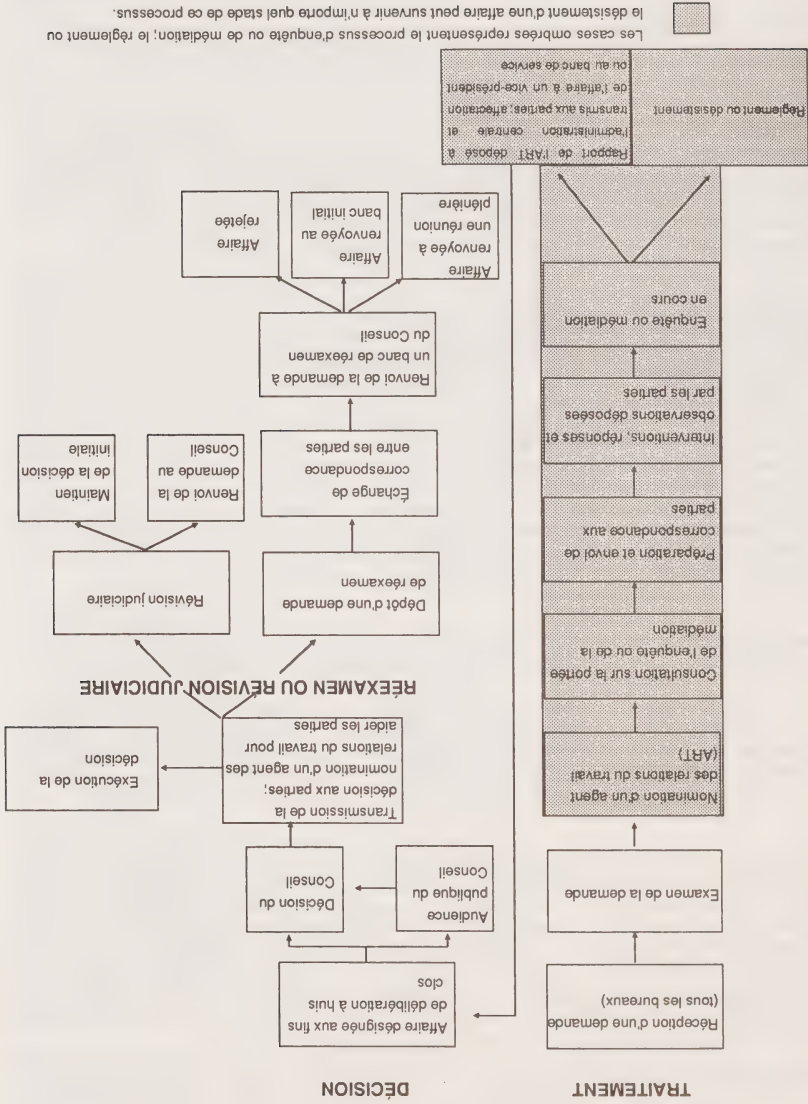 TRAITEMENT
Réception d'une demande
(tous les bureaux)
Examen de la demande
Nomination d'un agent
des relations du travail
(ART)
Consultation sur la portée
de l'enquête ou de la
médiation
Préparation et envoi de
correspondance aux
parties
Interventions, réponses et
observations déposées
par les parties
Enquête ou médiation
en cours
Règlement ou désistement
Rapport de l'ART déposé à
l'administration centrale et
transmis aux parties; affectation
de l'affaire à un vice-président
ou au banc de service
DÉCISION
Affaire désignée aux fins
de délibération à huis
clos
Audience
publique du
Conseil
Décision du
Conseil
Transmission de la
décision aux parties;
nomination d'un agent des
relations du travail pour
aider les parties
Exécution de la
décision
RÉEXAMEN OU RÉVISION JUDICIAIRE
Dépôt d'une demande
de réexamen
Révision judiciaire
Échange de
correspondance
entre les parties
Renvoi de la
demande au
Conseil
Maintien
de la décision
initiale
Renvoi de la demande à
un banc de réexamen
du Conseil
Affaire
renvoyée à
une réunion
plénière
Affaire
renvoyée au
banc initial
Affaire
rejetée
Les cases ombrées représentent le processus d'enquête ou de médiation; le règlement ou
le désistement d'une affaire peut survenir à n'importe quel stade de ce processus.